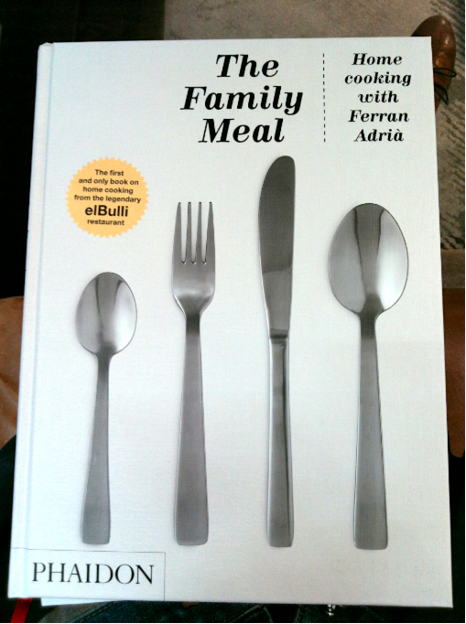 The
Family
Meal
Home
cooking
with
Ferran
Adrià
The first
and only book on
home cooking
from the legendary
elBulli
restaurant
PHAIDON